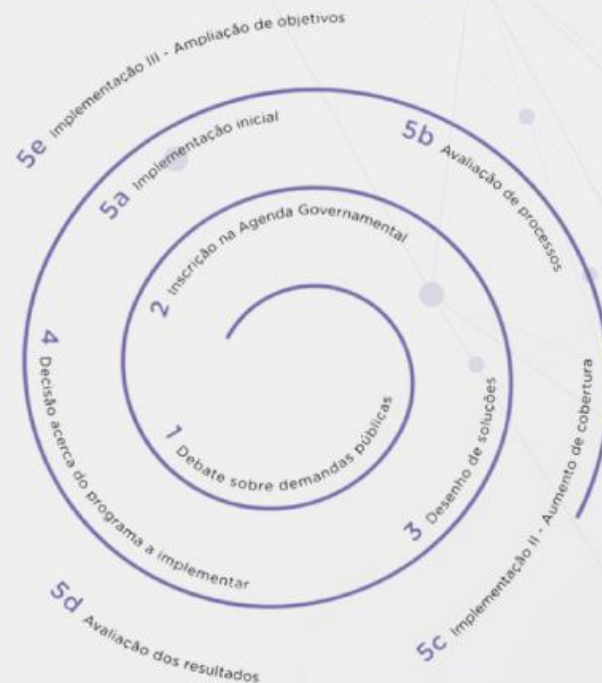 1 Debate sobre demandas públicas
2 Inscrição na Agenda Governamental
3 Desenho de soluções
4 Decisão acerca do programa a implementar
5a Implementação inicial
5b Avaliação de processos
5c Implementação II - Aumento de cobertura
5d Avaliação dos resultados
5e Implementação III - Ampliação de objetivos